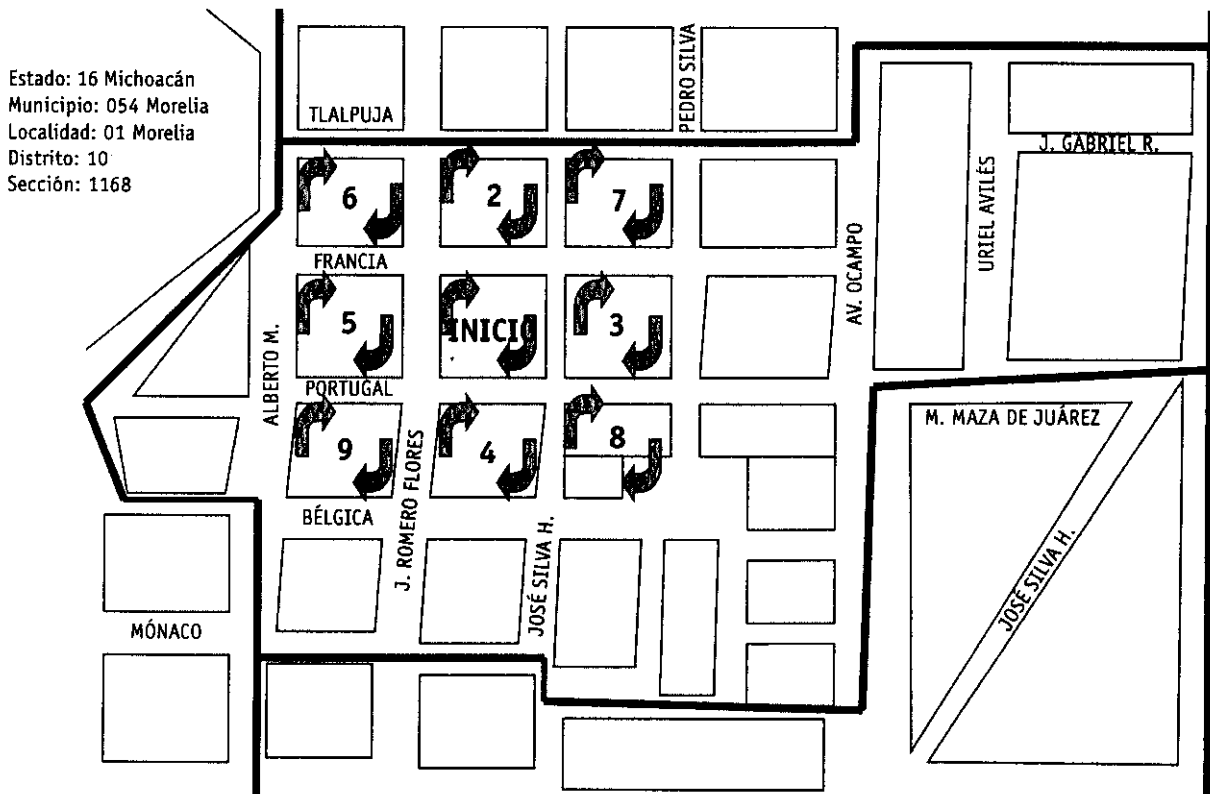 Estado: 16 Michoacán
Municipio: 054 Morelia
Localidad: 01 Morelia
Distrito: 10
Sección: 1168
TLALPUJA
PEDRO SILVA
J. GABRIEL R.
6
2
7
FRANCIA
URIEL AVILÉS
AV. OCAMPO
5
INICIO
3
ALBERTO M.
PORTUGAL
M. MAZA DE JUÁREZ
9
4
8
J. ROMERO FLORES
BÉLGICA
JOSÉ SILVA H.
JOSÉ SILVA H.
MÓNACO